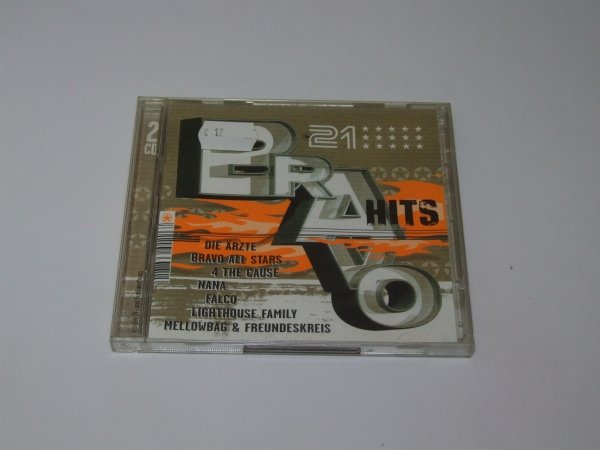 2 CD
21
BRAVO
HITS
DIE ÄRZTE
BRAVO ALL STARS
4 THE CAUSE
NANA
FALCO
LIGHTHOUSE FAMILY
MELLOWBAG & FREUNDESKREIS